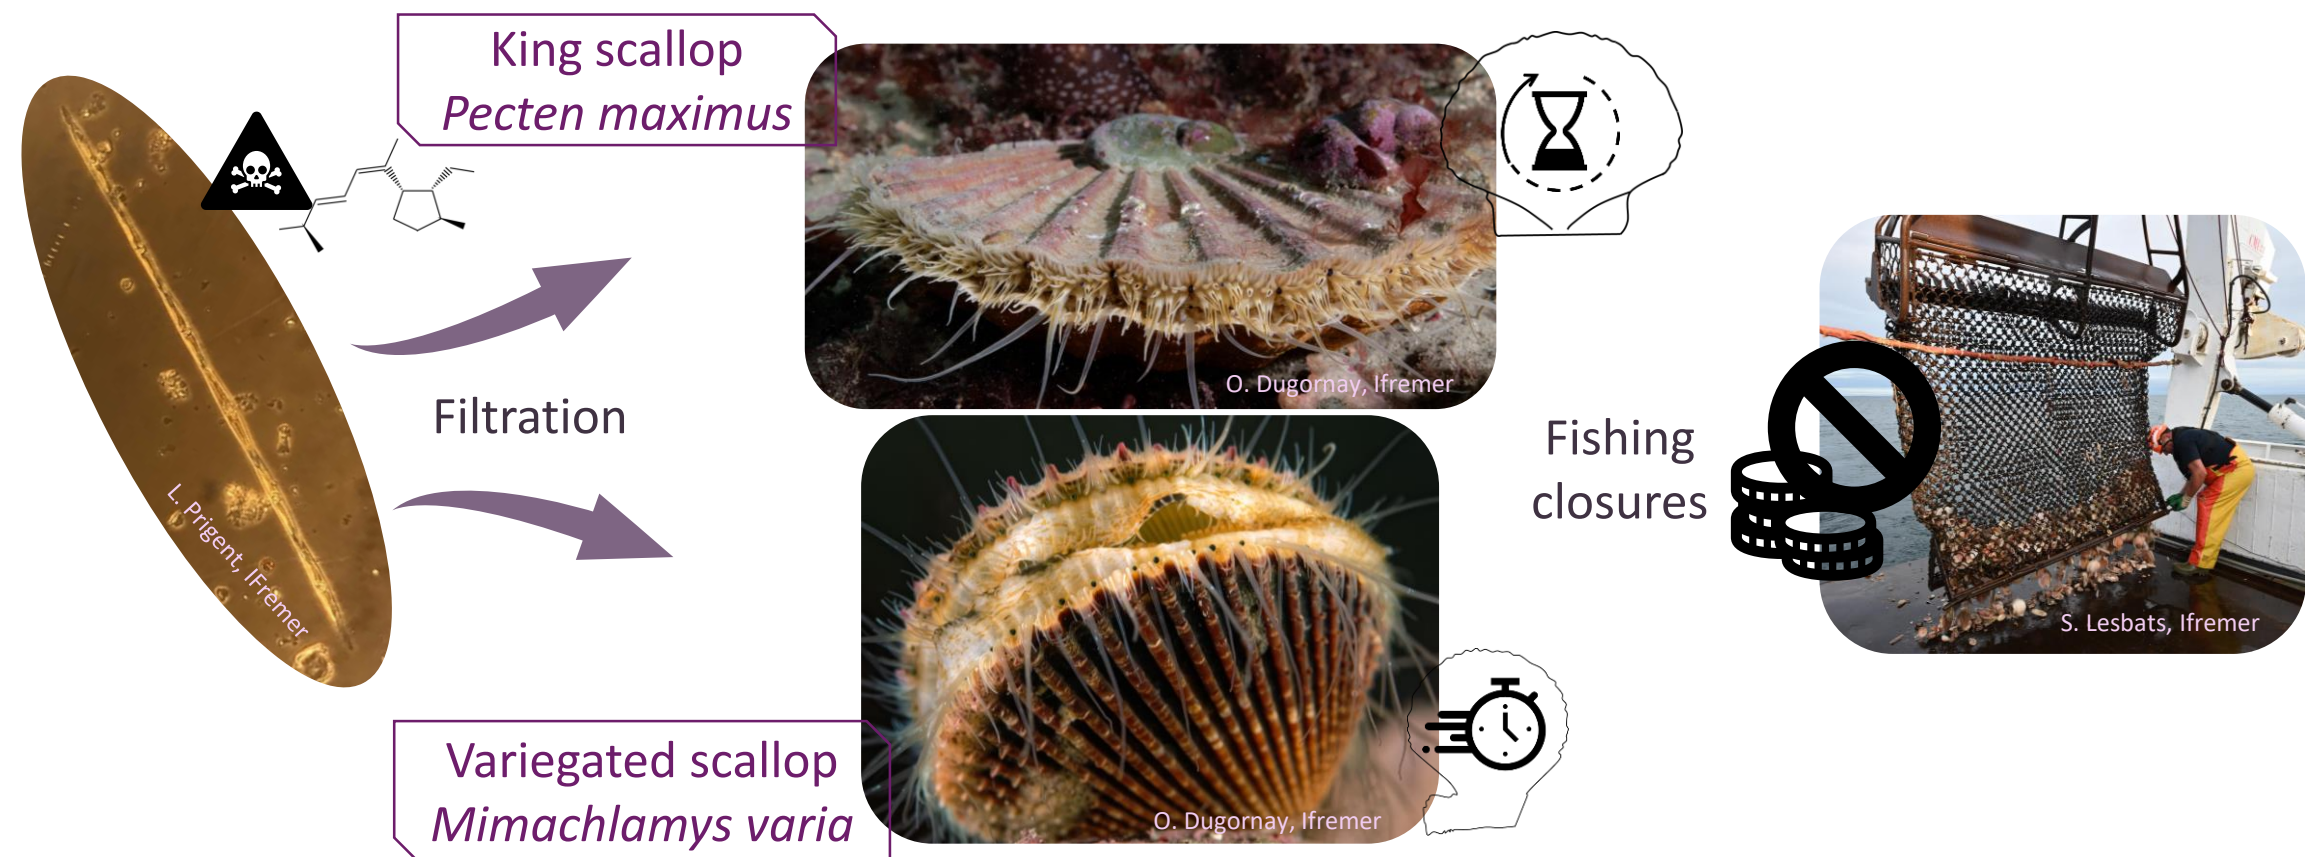 King scallop
Pecten maximus
O. Dugornay, Ifremer
Filtration
L. Prigent, IFremer
Fishing
closures
S. Lesbats, Ifremer
Variegated scallop
Mimachlamys varia
O. Dugornay, Ifremer